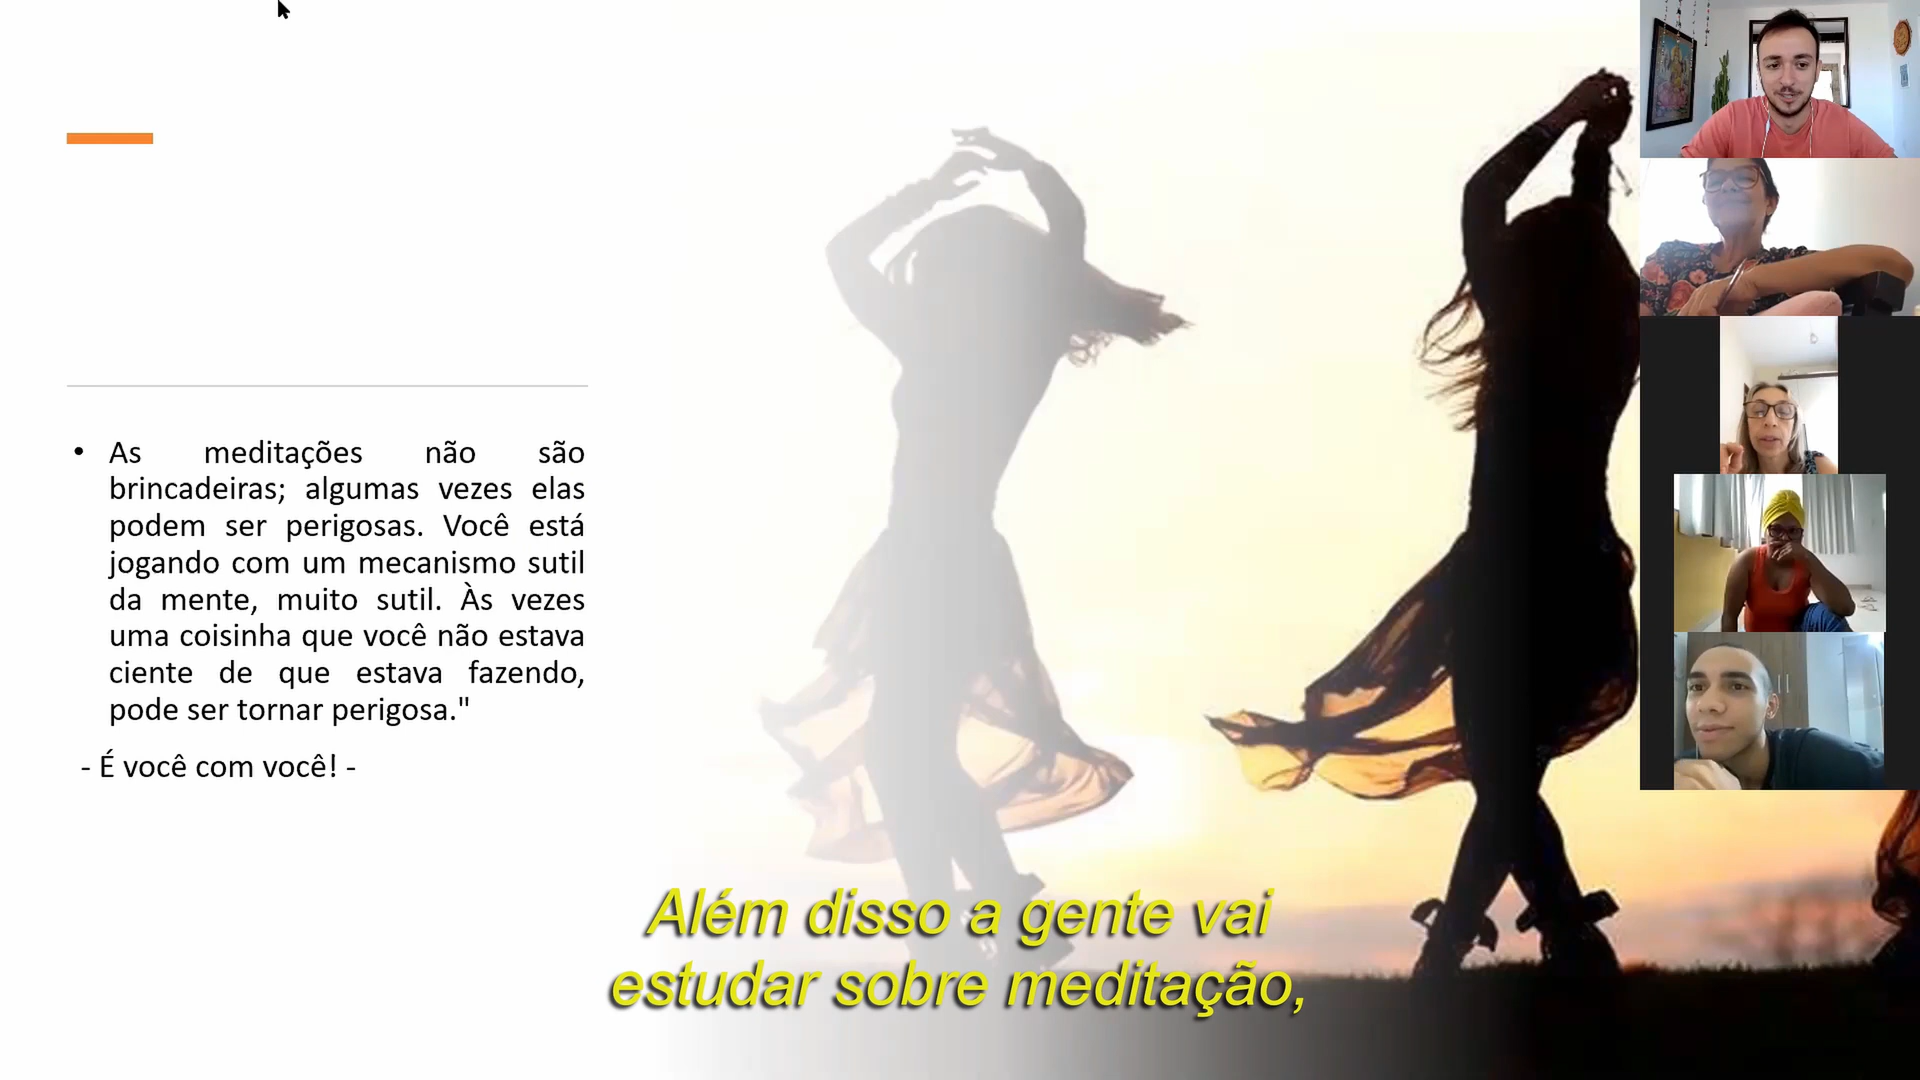 • As meditações não são
brincadeiras; algumas vezes elas
podem ser perigosas. Você está
jogando com um mecanismo sutil
da mente, muito sutil. Às vezes
uma coisinha que você não estava
ciente de que estava fazendo,
pode ser tornar perigosa."
- É você com você! -
Além disso a gente vai
estudar sobre meditação,